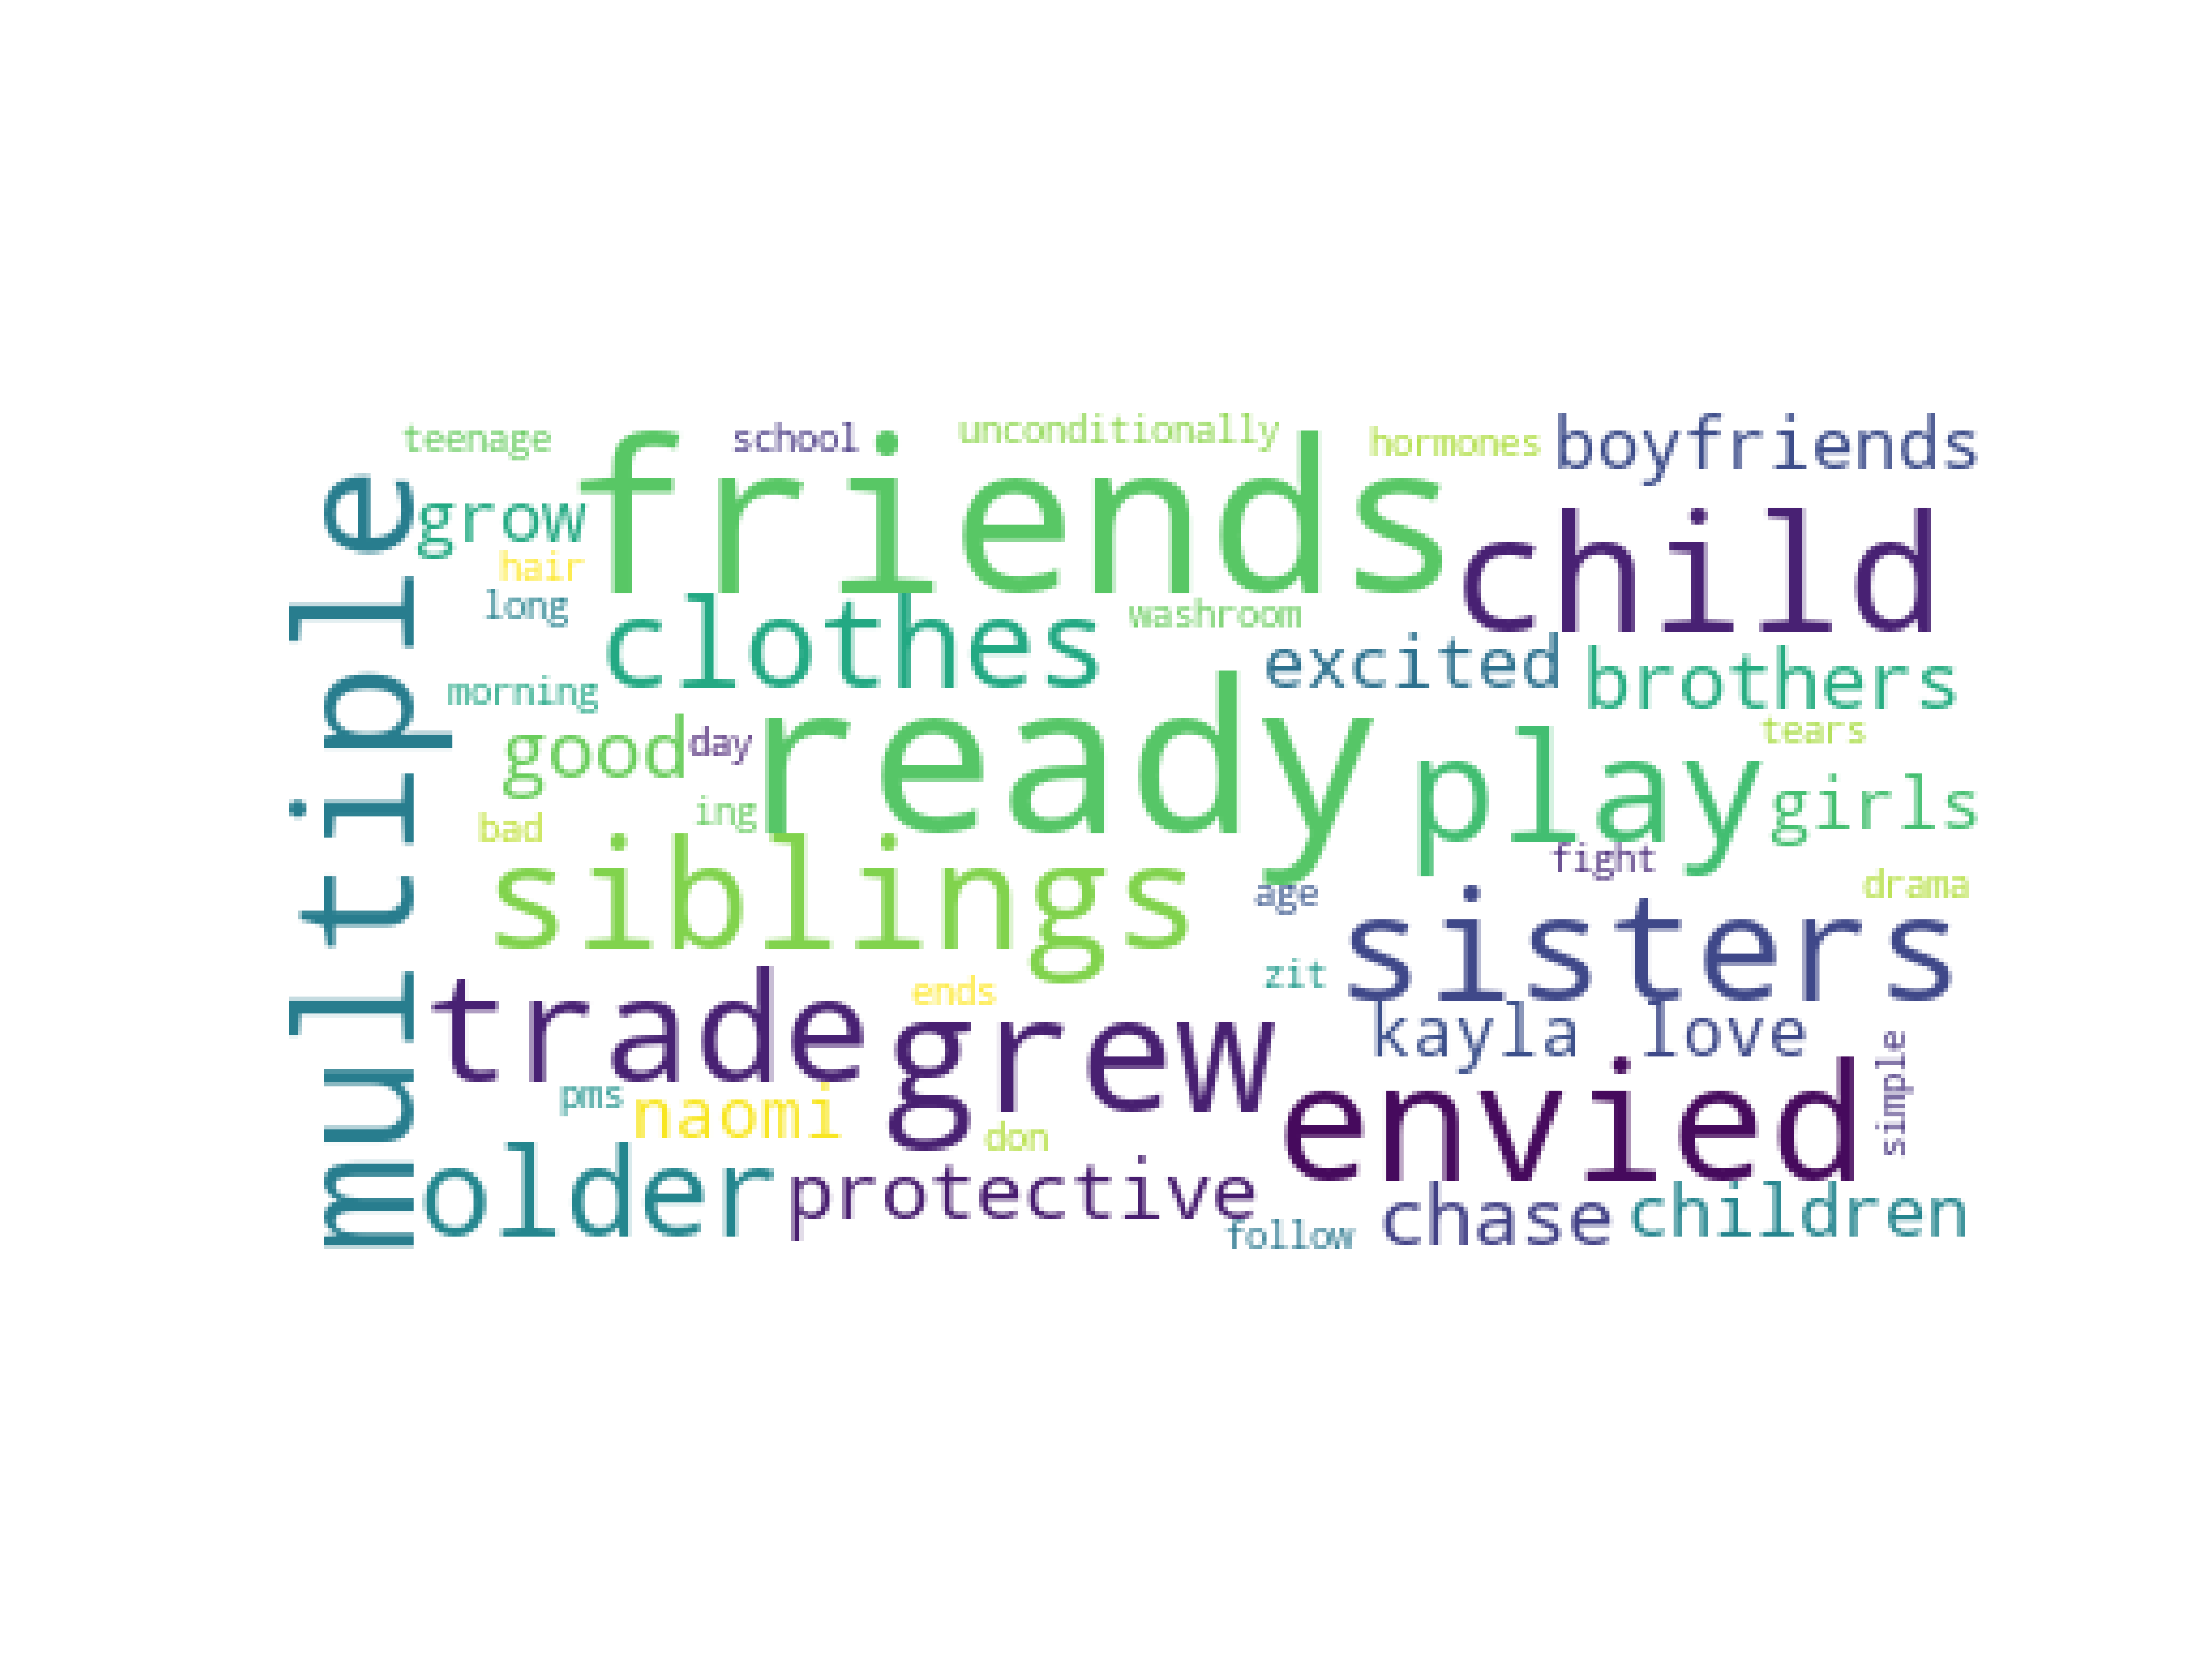 teenage school unconditionally hormones boyfriends
multiple
grow friends child
hair
long clothes washroom excited brothers
morning
good day ready play tears
girls
bad ing
siblings age fight drama
zit sisters
trade ends grew kayla love
simple
pms naomi don envied
older protective chase children
follow